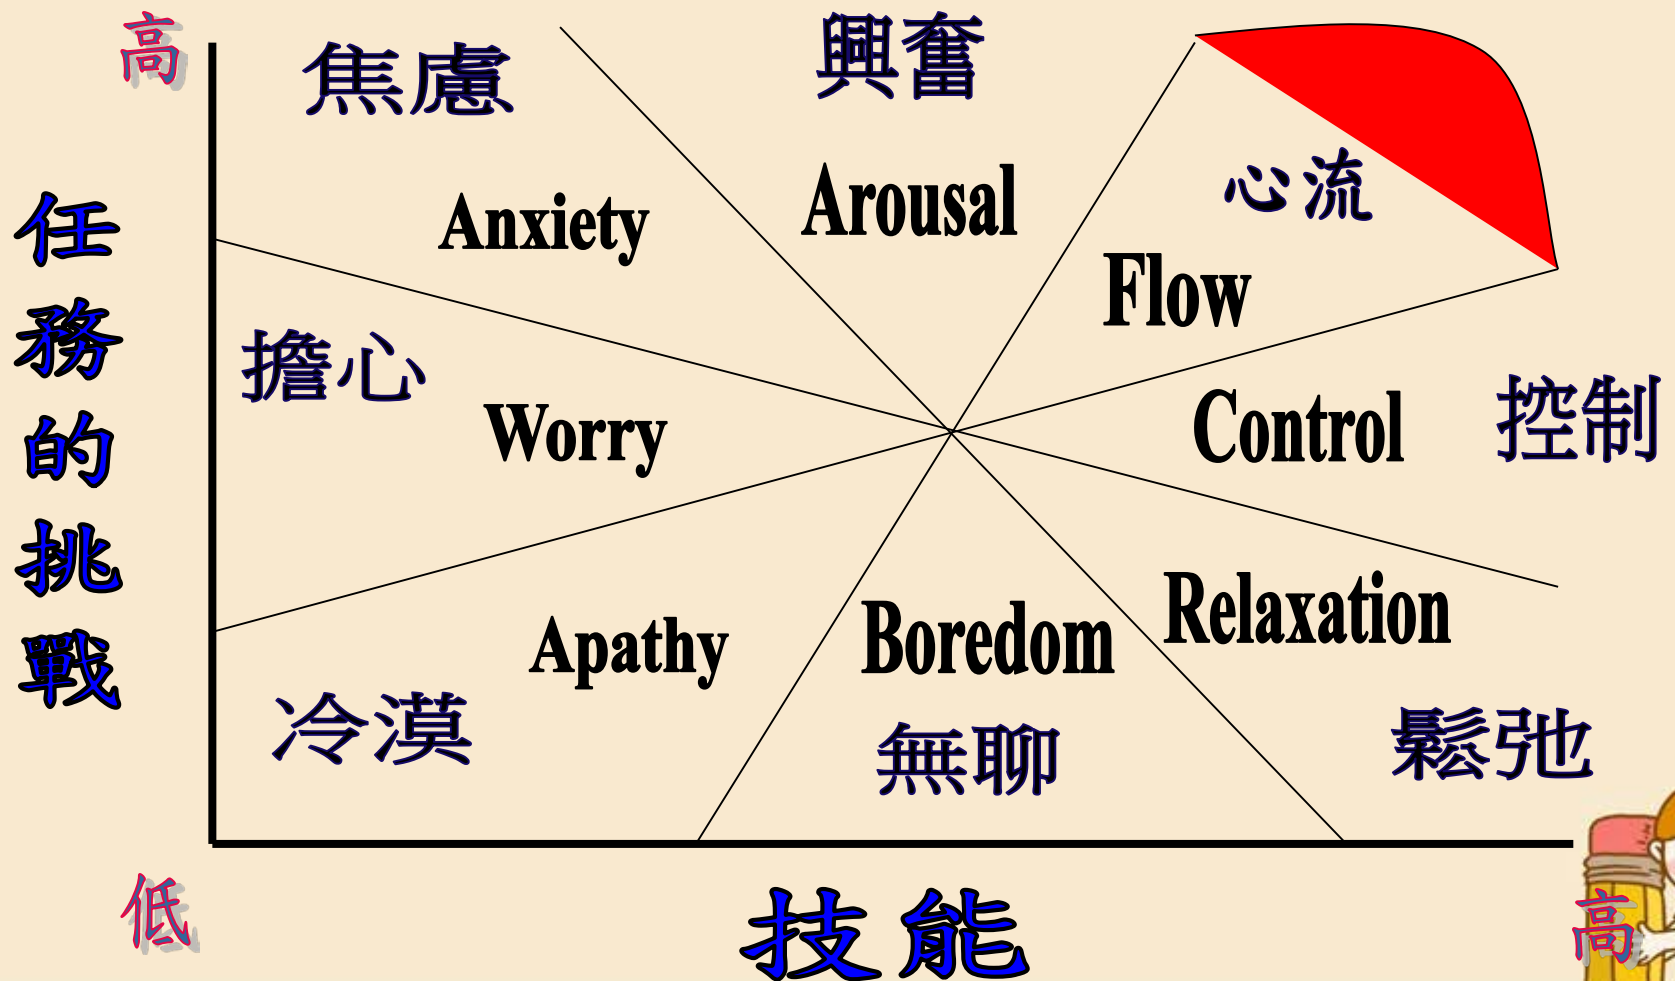 高
任務的挑戰
焦慮
Anxiety
興奮
Arousal
心流
Flow
擔心
Worry
Control
控制
Apathy
冷漠
Boredom
無聊
Relaxation
鬆弛
低
技能
高